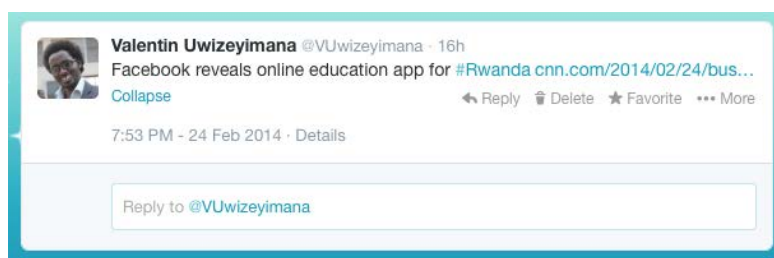 Valentin Uwizeyimana @VUwizeyimana · 16h
Facebook reveals online education app for #Rwanda cnn.com/2014/02/24/bus...
Collapse Reply Delete Favorite More
7:53 PM - 24 Feb 2014 · Details
Reply to @VUwizeyimana